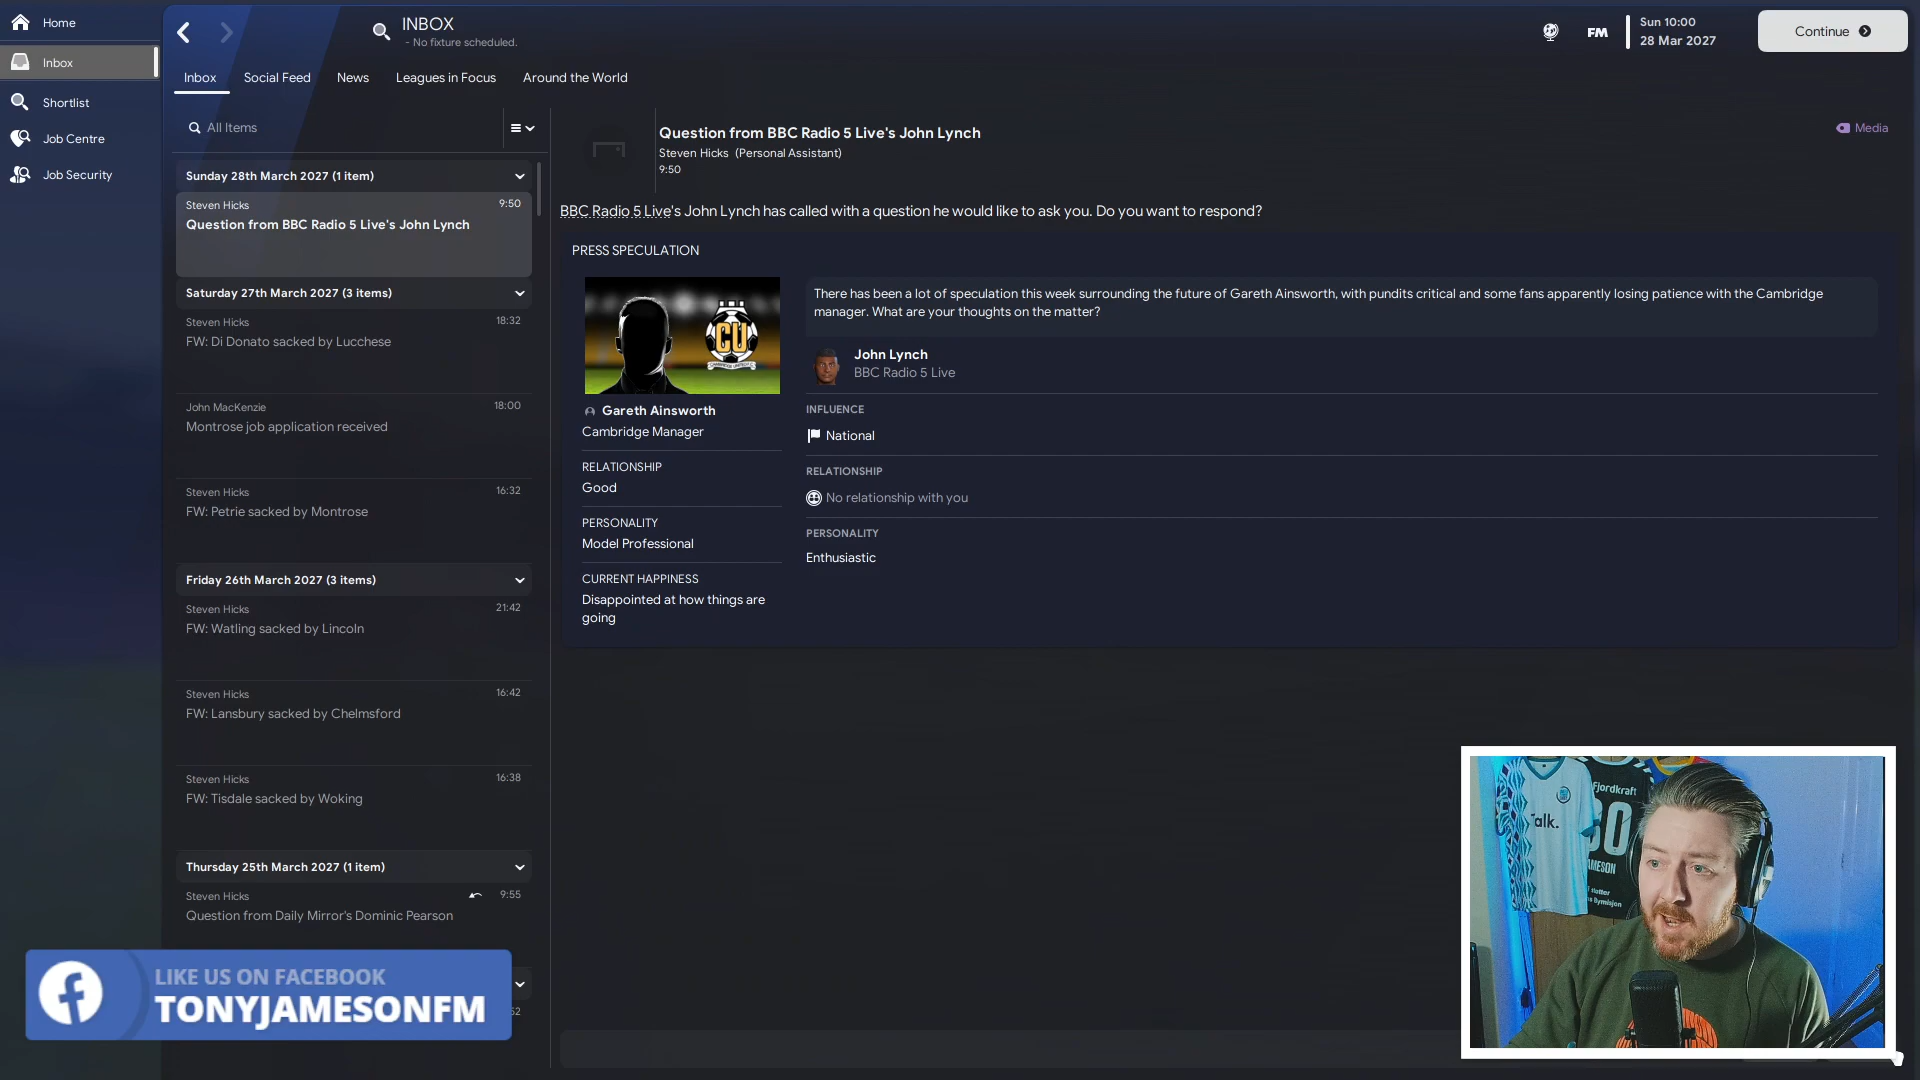 Home
Inbox
Shortlist
Job Centre
Job Security
INBOX
- No fixture scheduled.
FM
Sun 10:00
28 Mar 2027
Continue
Inbox
Social Feed
News
Leagues in Focus
Around the World
All Items
Sunday 28th March 2027 (1 item)
Steven Hicks
9:50
Question from BBC Radio 5 Live's John Lynch
Saturday 27th March 2027 (3 items)
Steven Hicks
18:32
FW: Di Donato sacked by Lucchese
John MacKenzie
18:00
Montrose job application received
Steven Hicks
16:32
FW: Petrie sacked by Montrose
Friday 26th March 2027 (3 items)
Steven Hicks
21:42
FW: Watling sacked by Lincoln
Steven Hicks
16:42
FW: Lansbury sacked by Chelmsford
Steven Hicks
16:38
FW: Tisdale sacked by Woking
Thursday 25th March 2027 (1 item)
Steven Hicks
9:55
Question from Daily Mirror's Dominic Pearson
LIKE US ON FACEBOOK
TONYJAMESONFM
Question from BBC Radio 5 Live's John Lynch
Steven Hicks (Personal Assistant)
9:50
Media
BBC Radio 5 Live's John Lynch has called with a question he would like to ask you. Do you want to respond?
PRESS SPECULATION
CU
CAMBRIDGE UNITED FC
Gareth Ainsworth
Cambridge Manager
RELATIONSHIP
Good
PERSONALITY
Model Professional
CURRENT HAPPINESS
Disappointed at how things are
going
There has been a lot of speculation this week surrounding the future of Gareth Ainsworth, with pundits critical and some fans apparently losing patience with the Cambridge
manager. What are your thoughts on the matter?
John Lynch
BBC Radio 5 Live
INFLUENCE
National
RELATIONSHIP
No relationship with you
PERSONALITY
Enthusiastic
Fjordkraft
JAMESON